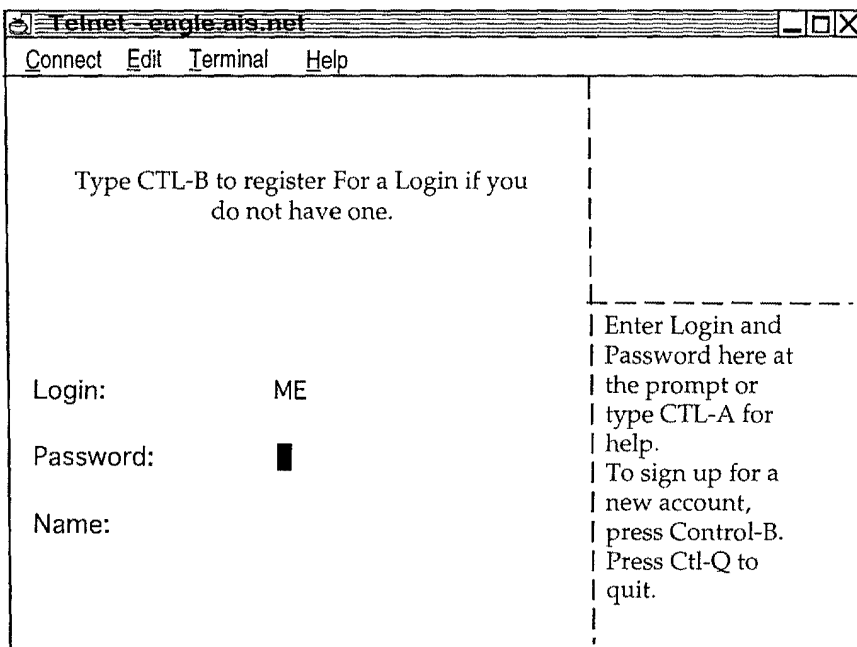 Telnet - eagle.ais.net
Connect Edit Terminal Help
Type CTL-B to register For a Login if you
do not have one.
Login: ME
Password:
Name:
Enter Login and
Password here at
the prompt or
type CTL-A for
help.
To sign up for a
new account,
press Control-B.
Press Ctl-Q to
quit.